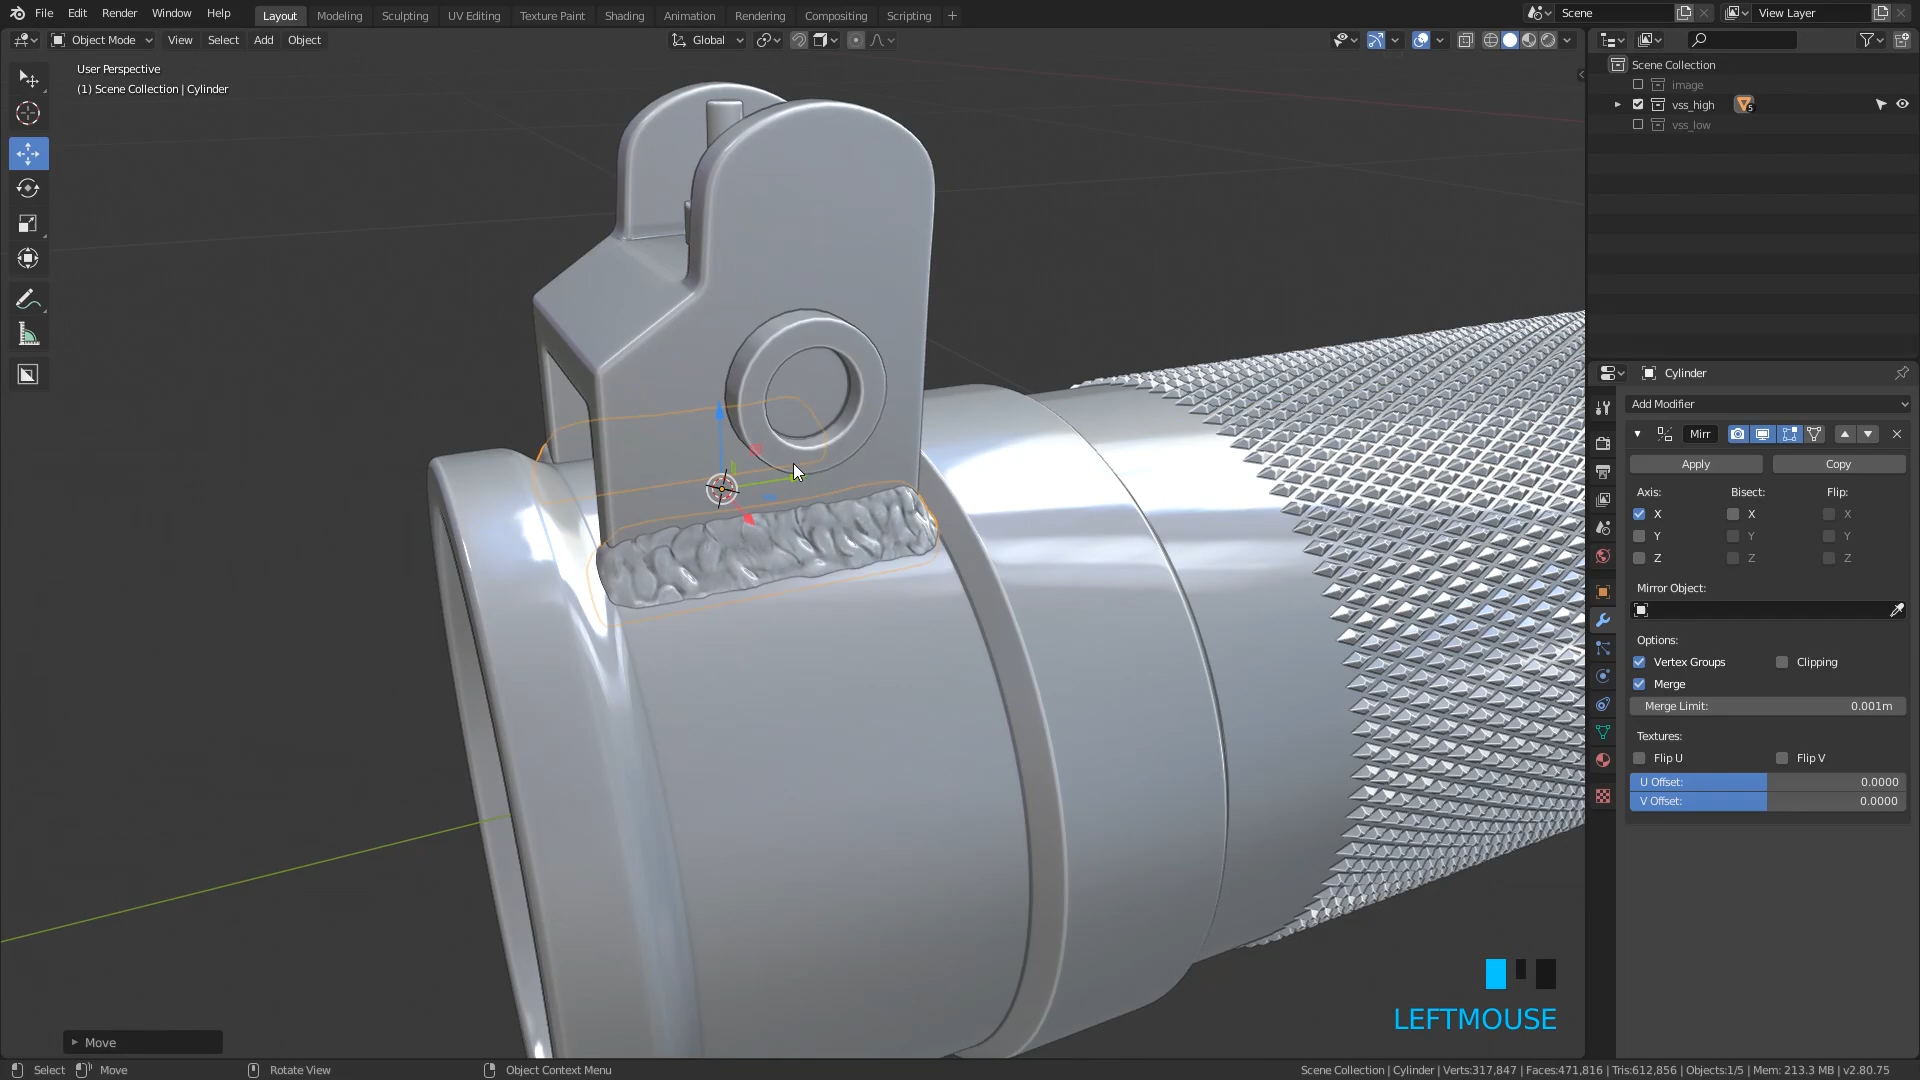 File Edit Render Window Help
Layout Modeling Sculpting UV Editing Texture Paint Shading Animation Rendering Compositing Scripting +
Scene
View Layer
Object Mode View Select Add Object
Global
User Perspective
(1) Scene Collection | Cylinder
Scene Collection
image
vss_high 5
vss_low
Cylinder
Add Modifier
Mirr
Apply Copy
Axis: Bisect: Flip:
X X X
Y Y Y
Z Z Z
Mirror Object:
Options:
Vertex Groups Clipping
Merge
Merge Limit: 0.001m
Textures:
Flip U Flip V
U Offset: 0.0000
V Offset: 0.0000
LEFTMOUSE
Move
Select Move Rotate View Object Context Menu
Scene Collection | Cylinder | Verts:317,847 | Faces:471,816 | Tris:612,856 | Objects:1/5 | Mem: 213.3 MB | v2.80.75